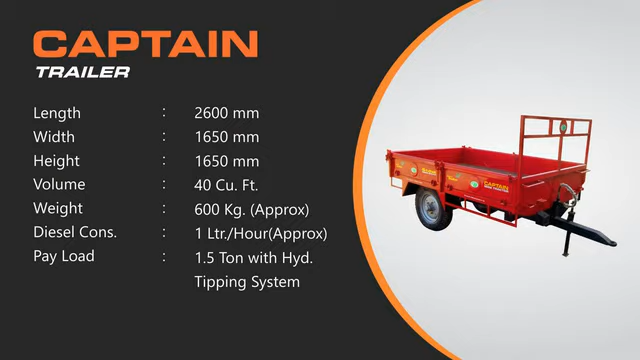 CAPTAIN
TRAILER
Length : 2600 mm
Width : 1650 mm
Height : 1650 mm
Volume : 40 Cu. Ft.
Weight : 600 Kg. (Approx)
Diesel Cons. : 1 Ltr./Hour(Approx)
Pay Load : 1.5 Ton with Hyd.
Tipping System
CAPTAIN